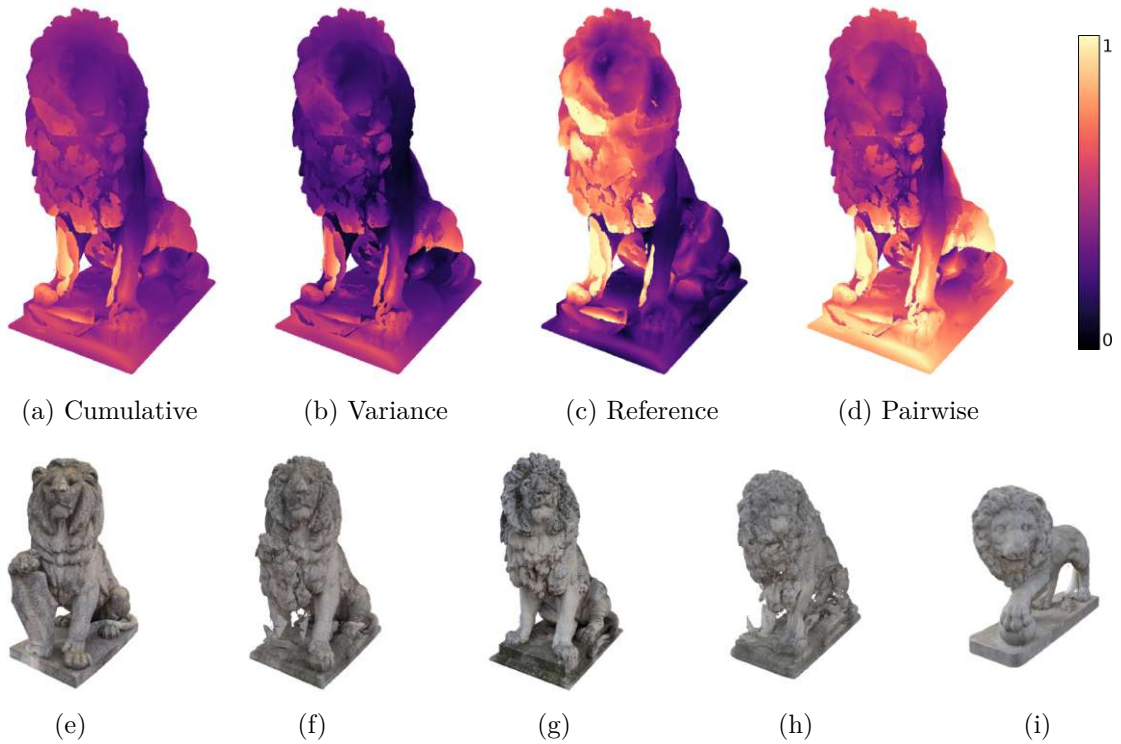 1
0
(a) Cumulative
(b) Variance
(c) Reference
(d) Pairwise
(e)
(f)
(g)
(h)
(i)